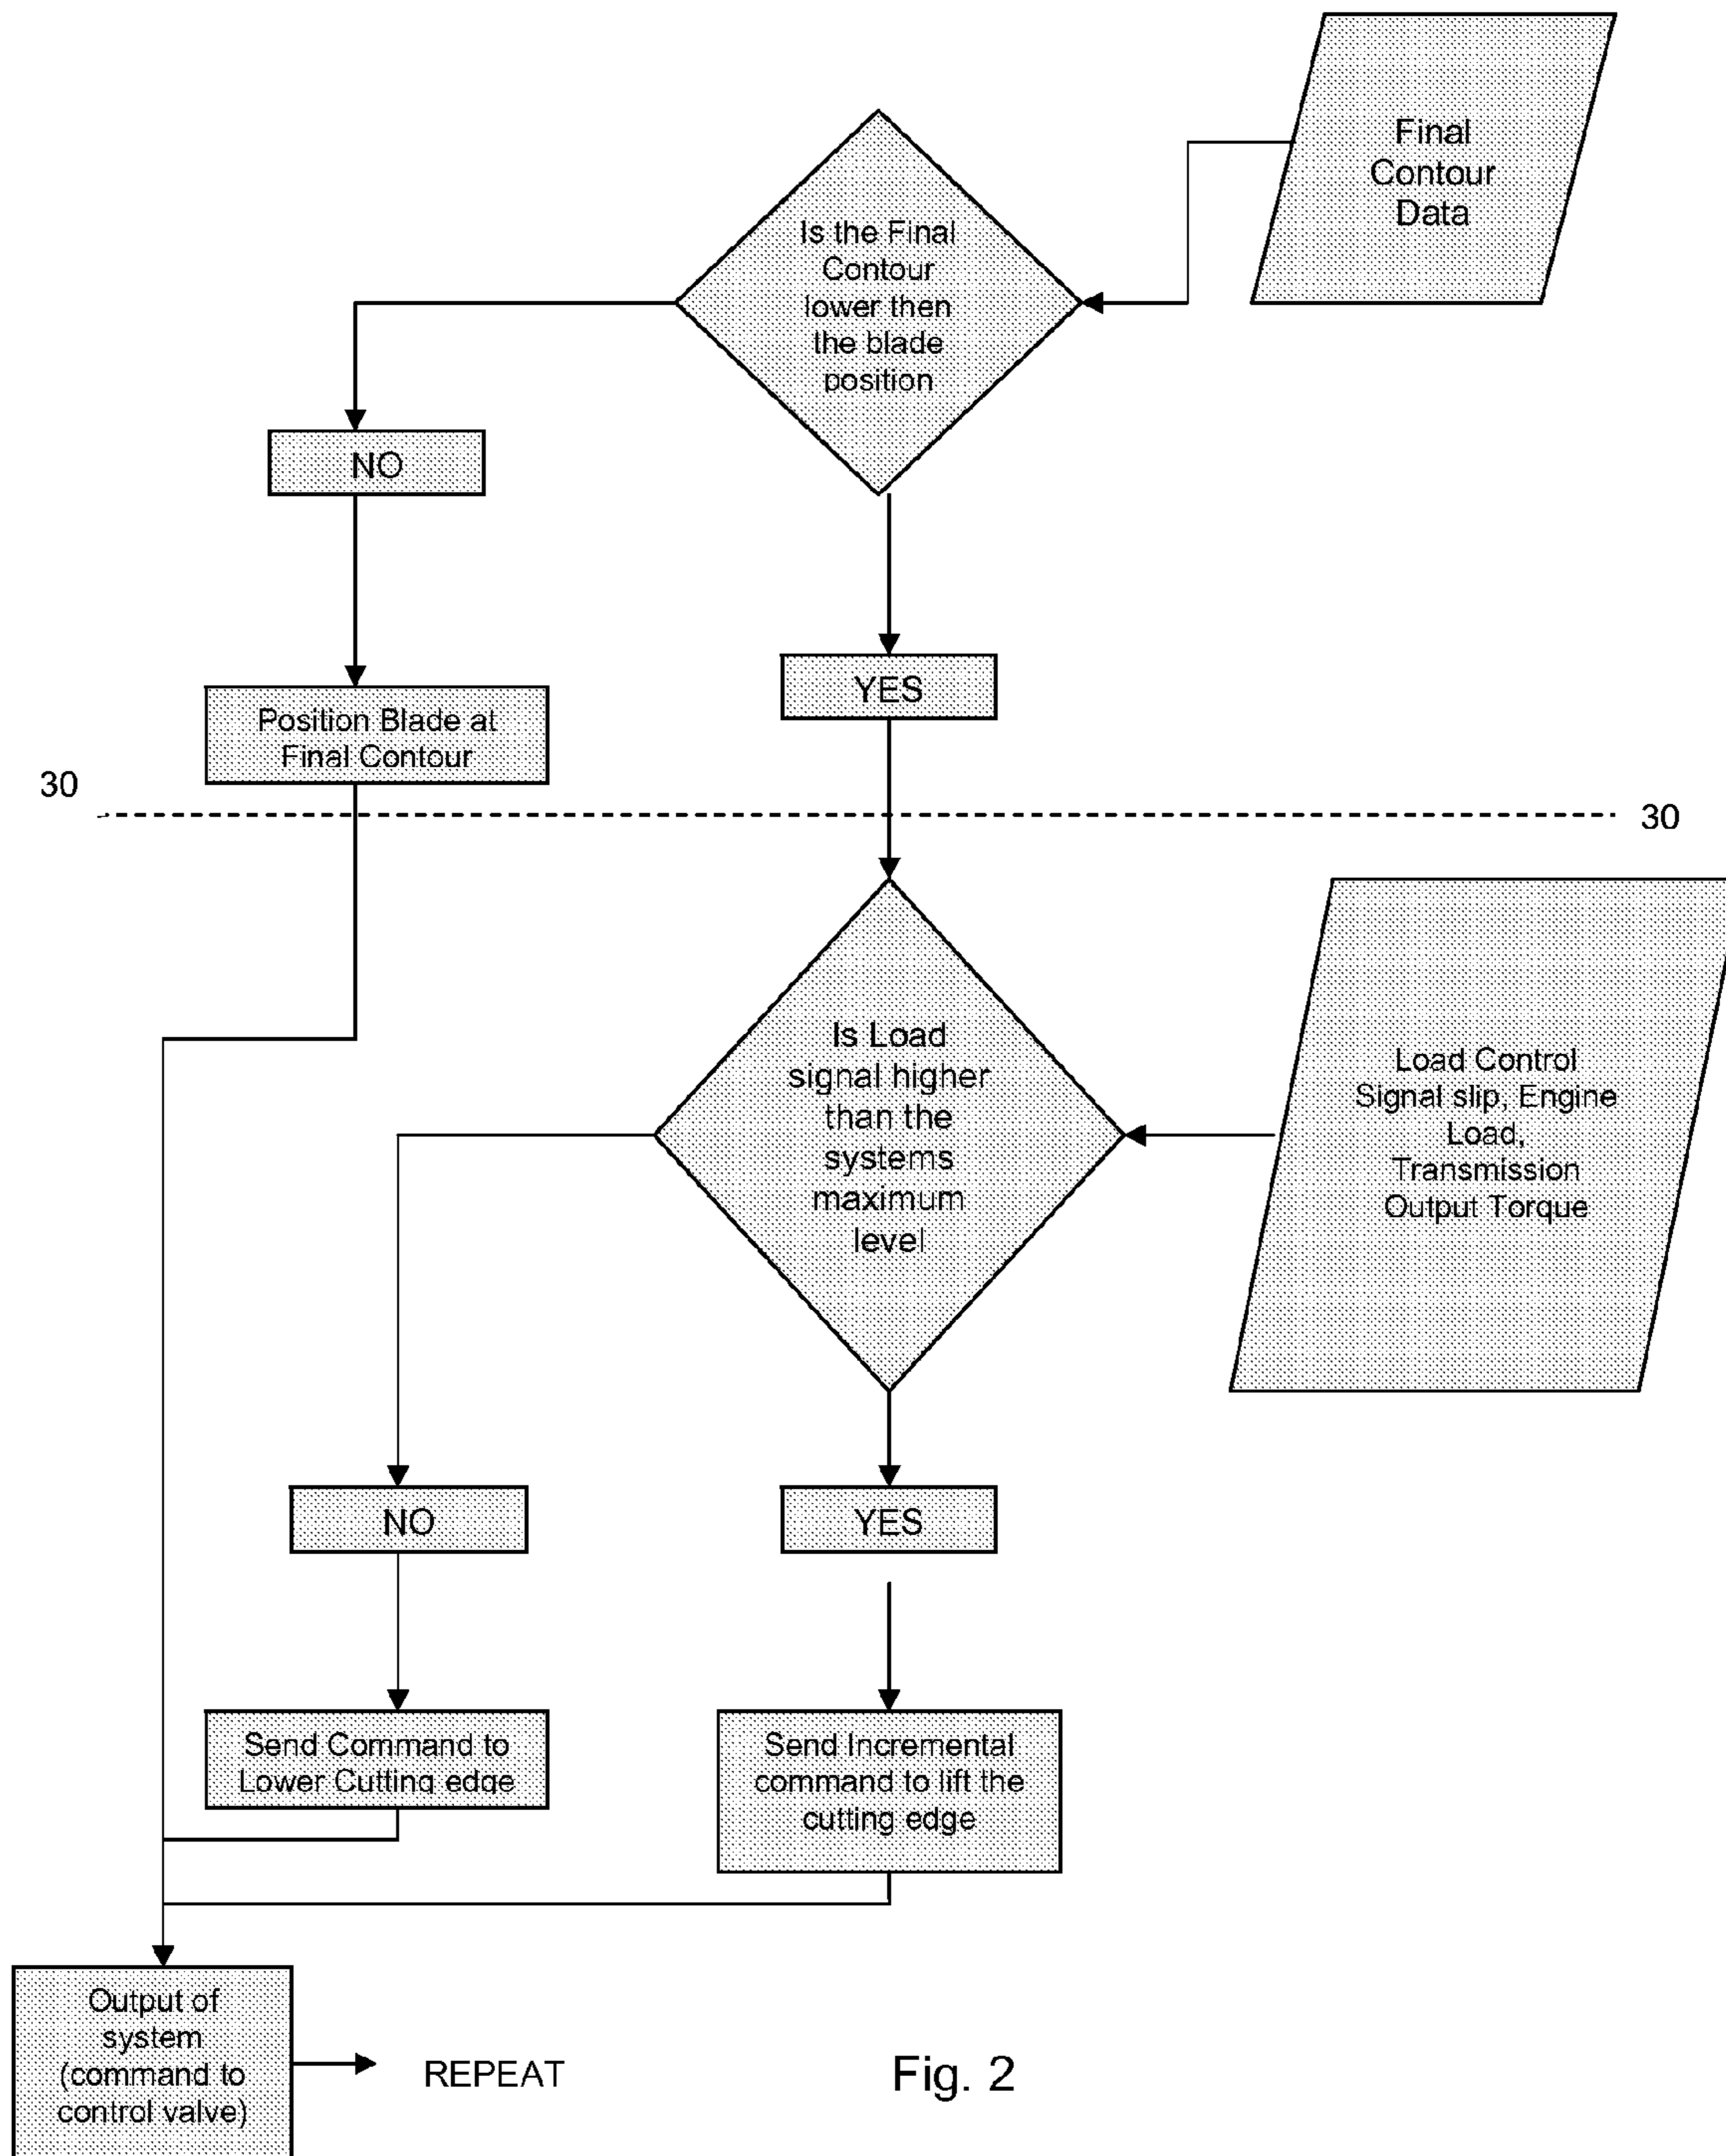 Final
Contour
Data
Is the Final
Contour
lower then
the blade
position
NO
YES
Position Blade at
Final Contour
30
30
Is Load
signal higher
than the
systems
maximum
level
Load Control
Signal slip, Engine
Load,
Transmission
Output Torque
NO
YES
Send Command to
Lower Cutting edge
Send Incremental
command to lift the
cutting edge
Output of
system
(command to
control valve)
REPEAT
Fig. 2